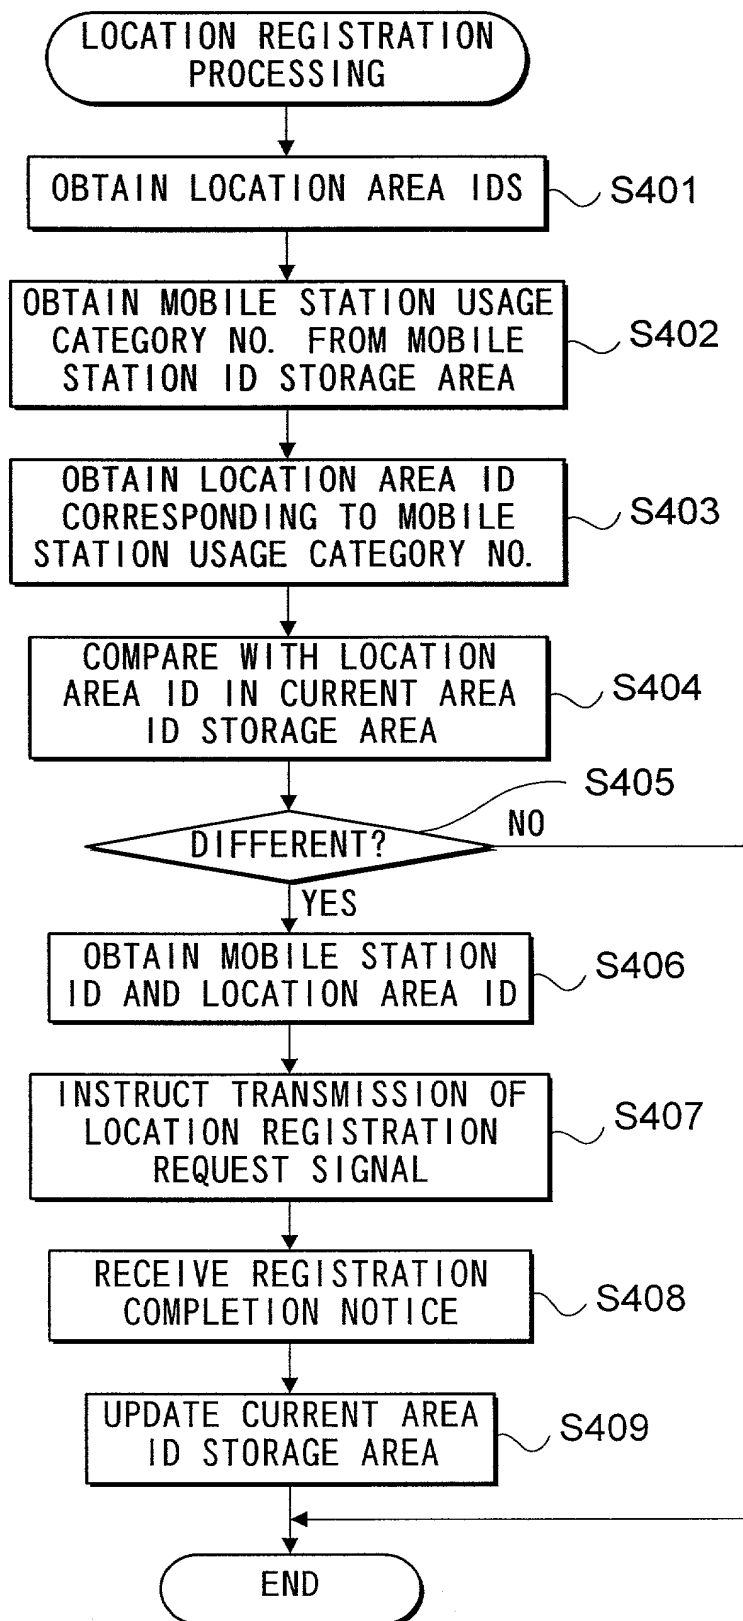 LOCATION REGISTRATION
PROCESSING
OBTAIN LOCATION AREA IDS
S401
OBTAIN MOBILE STATION USAGE
CATEGORY NO. FROM MOBILE
STATION ID STORAGE AREA
S402
OBTAIN LOCATION AREA ID
CORRESPONDING TO MOBILE
STATION USAGE CATEGORY NO.
S403
COMPARE WITH LOCATION
AREA ID IN CURRENT AREA
ID STORAGE AREA
S404
S405
DIFFERENT?
NO
YES
OBTAIN MOBILE STATION
ID AND LOCATION AREA ID
S406
INSTRUCT TRANSMISSION OF
LOCATION REGISTRATION
REQUEST SIGNAL
S407
RECEIVE REGISTRATION
COMPLETION NOTICE
S408
UPDATE CURRENT AREA
ID STORAGE AREA
S409
END